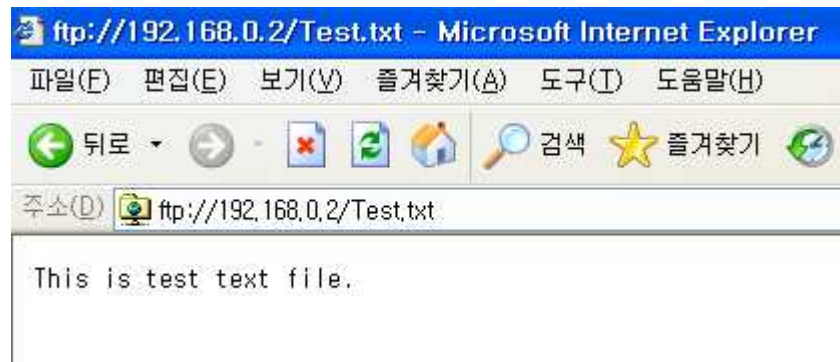 ftp://192.168.0.2/Test.txt - Microsoft Internet Explorer
파일(F) 편집(E) 보기(V) 즐겨찾기(A) 도구(T) 도움말(H)
뒤로 검색 즐겨찾기
주소(D) ftp://192.168.0.2/Test.txt
This is test text file.